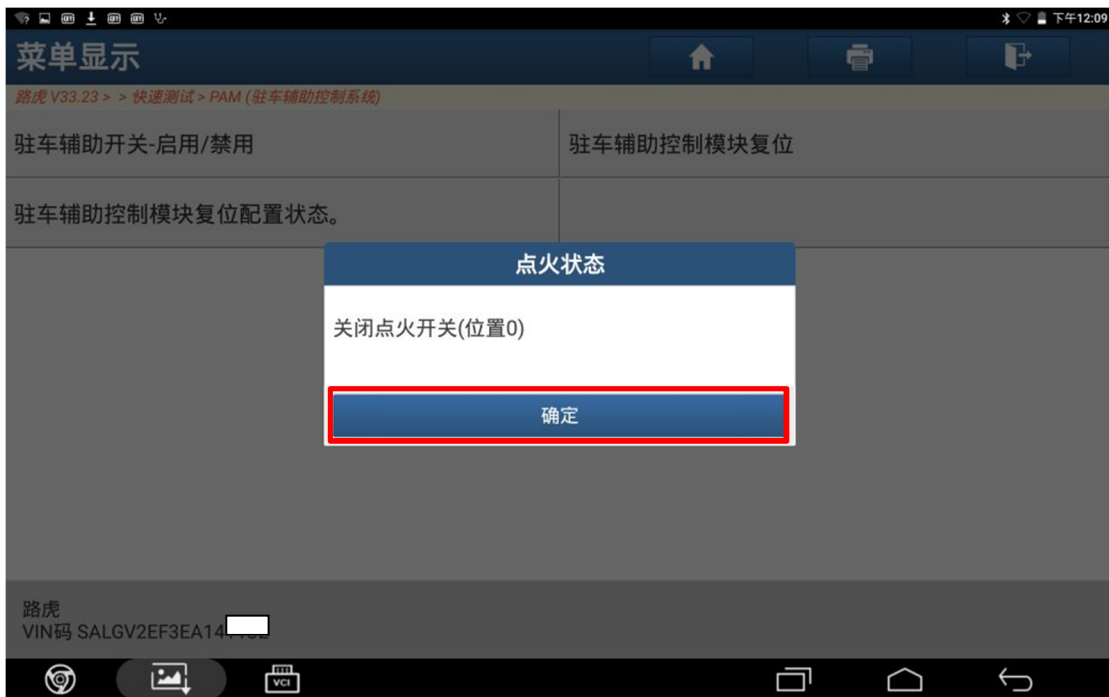 下午12:09
菜单显示
路虎 V33.23 > > 快速测试 > PAM (驻车辅助控制系统)
驻车辅助开关-启用/禁用
驻车辅助控制模块复位
驻车辅助控制模块复位配置状态。
点火状态
关闭点火开关(位置0)
确定
路虎
VIN码 SALGV2EF3EA14
VCI